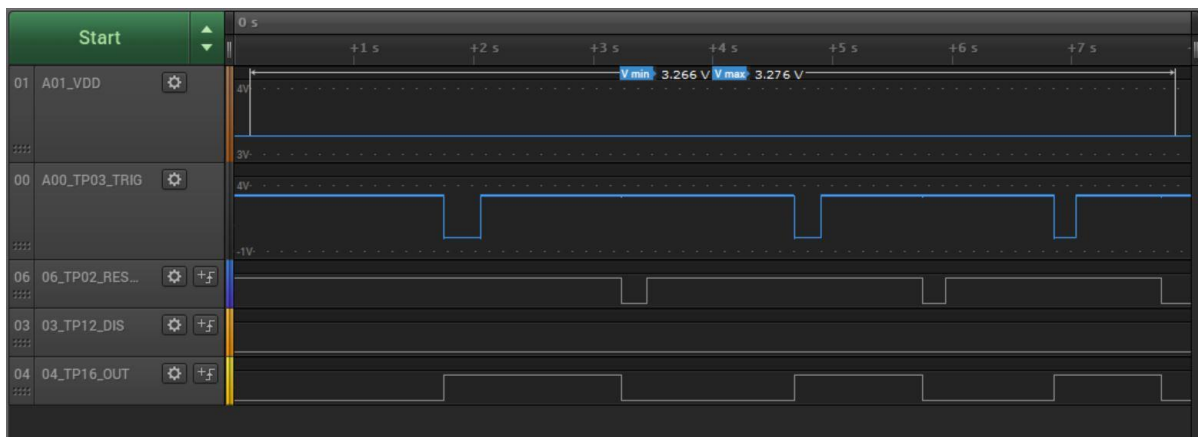 Start
0 s
+1 s +2 s +3 s +4 s +5 s +6 s +7 s
01 A01_VDD
V min 3.266 V V max 3.276 V
4V
3V
00 A00_TP03_TRIG
4V
-1V
06 06_TP02_RES...
03 03_TP12_DIS
04 04_TP16_OUT